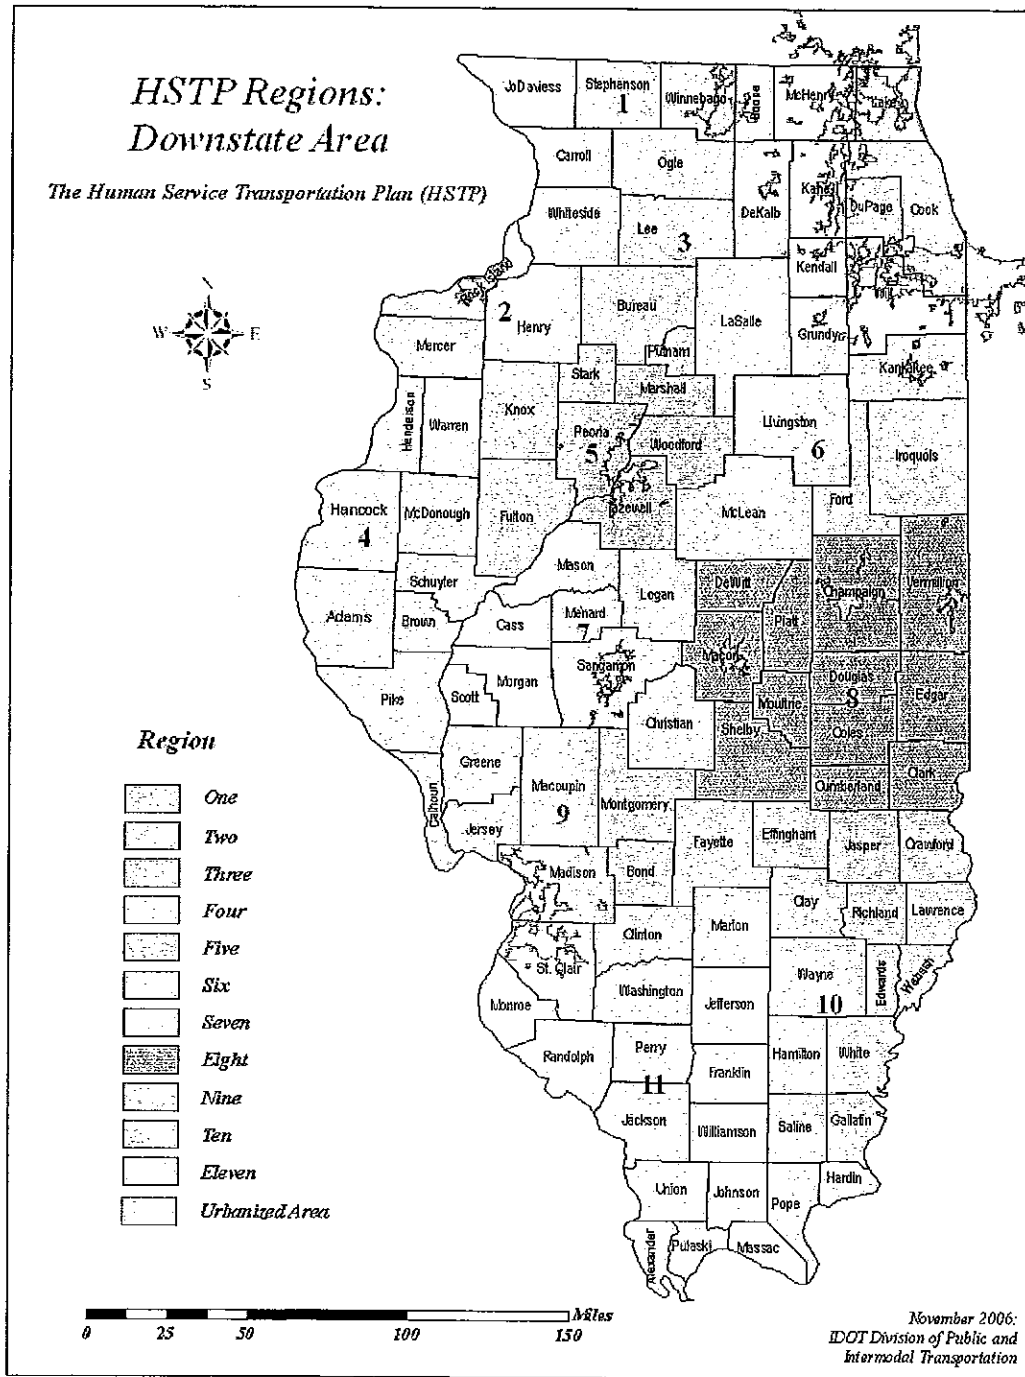 HSTP Regions:
Downstate Area
The Human Service Transportation Plan (HSTP)
W E
S
JoDaviess
Stephenson
1
Winnebago
Boone
McHenry
Lake
Carroll
Ogle
DeKalb
Kane
DuPage
Cook
Whiteside
Lee
3
Kendall
Will
Rock Island
2
Henry
Bureau
LaSalle
Grundy
Mercer
Putnam
Kankakee
Stark
Marshall
Henderson
Warren
Knox
Peoria
5
Woodford
Livingston
6
Iroquois
Hancock
4
McDonough
Fulton
Tazewell
McLean
Ford
Mason
Schuyler
Logan
DeWitt
Champaign
Vermilion
Adams
Brown
Cass
Menard
7
Piatt
Macon
Sangamon
Pike
Scott
Morgan
Christian
Moultrie
Shelby
Douglas
8
Edgar
Coles
Region
Greene
Macoupin
9
Montgomery
Cumberland
Clark
Calhoun
Jersey
Fayette
Effingham
Jasper
Crawford
Madison
Bond
Clay
Richland
Lawrence
Clinton
Marion
St. Clair
Washington
Wayne
10
Edwards
Wabash
Monroe
Jefferson
Randolph
Perry
11
Franklin
Hamilton
White
Jackson
Williamson
Saline
Gallatin
Union
Johnson
Pope
Hardin
Alexander
Pulaski
Massac
One
Two
Three
Four
Five
Six
Seven
Eight
Nine
Ten
Eleven
Urbanized Area
Miles
0 25 50 100 150
November 2006:
IDOT Division of Public and
Intermodal Transportation